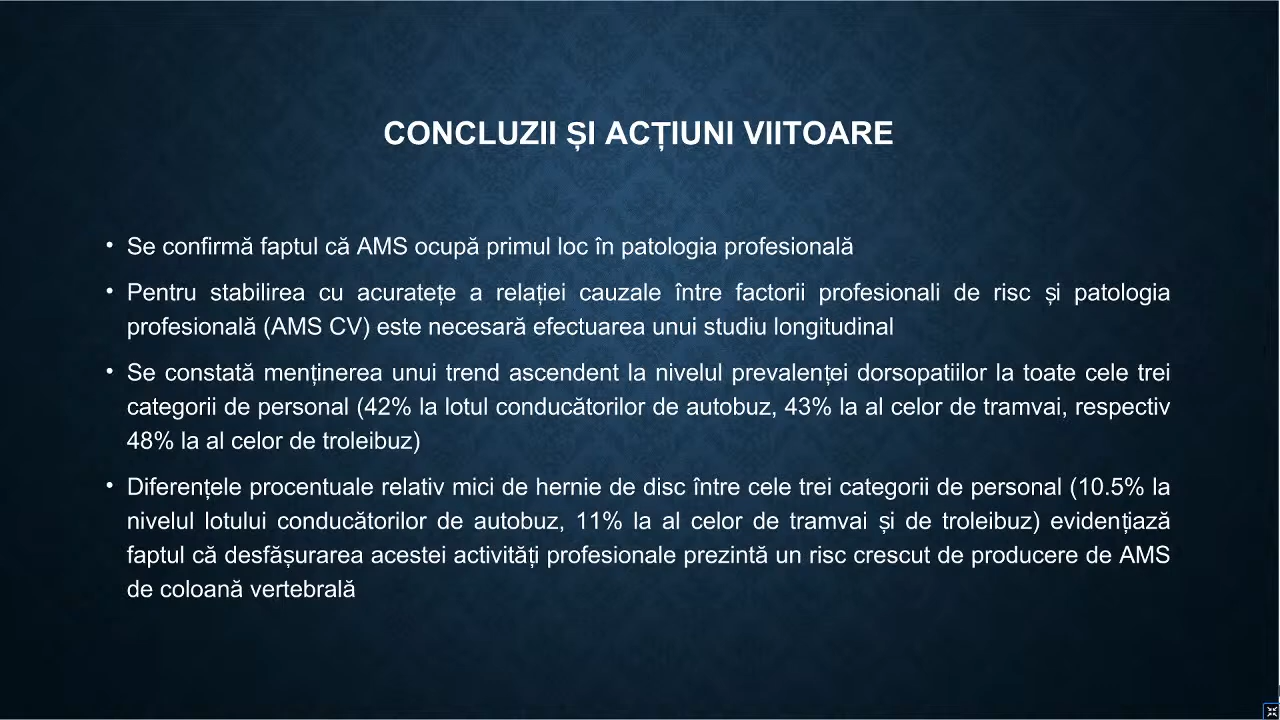 CONCLUZII ȘI ACȚIUNI VIITOARE
• Se confirmă faptul că AMS ocupă primul loc în patologia profesională
• Pentru stabilirea cu acuratețe a relației cauzale între factorii profesionali de risc și patologia
profesională (AMS CV) este necesară efectuarea unui studiu longitudinal
• Se constată menținerea unui trend ascendent la nivelul prevalenței dorsopatiilor la toate cele trei
categorii de personal (42% la lotul conducătorilor de autobuz, 43% la al celor de tramvai, respectiv
48% la al celor de troleibuz)
• Diferențele procentuale relativ mici de hernie de disc între cele trei categorii de personal (10.5% la
nivelul lotului conducătorilor de autobuz, 11% la al celor de tramvai și de troleibuz) evidențiază
faptul că desfășurarea acestei activități profesionale prezintă un risc crescut de producere de AMS
de coloană vertebrală